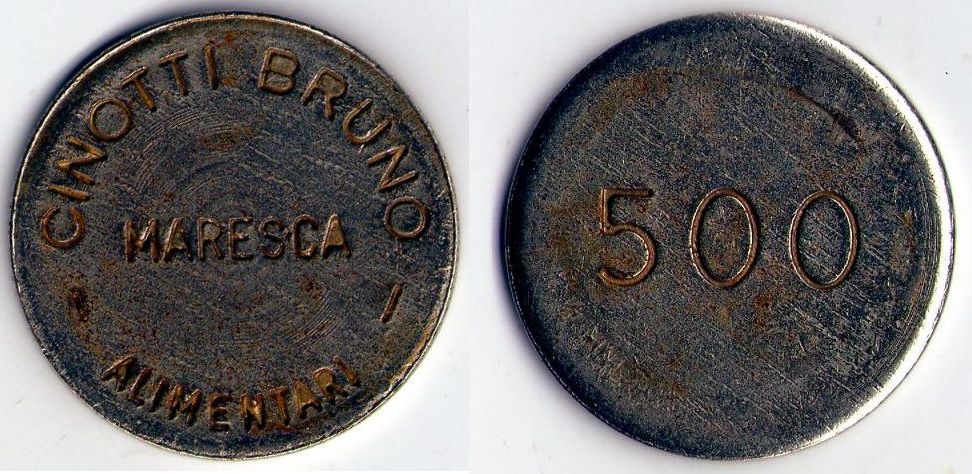 CINOTTI BRUNO
MARESCA
ALIMENTARI
500